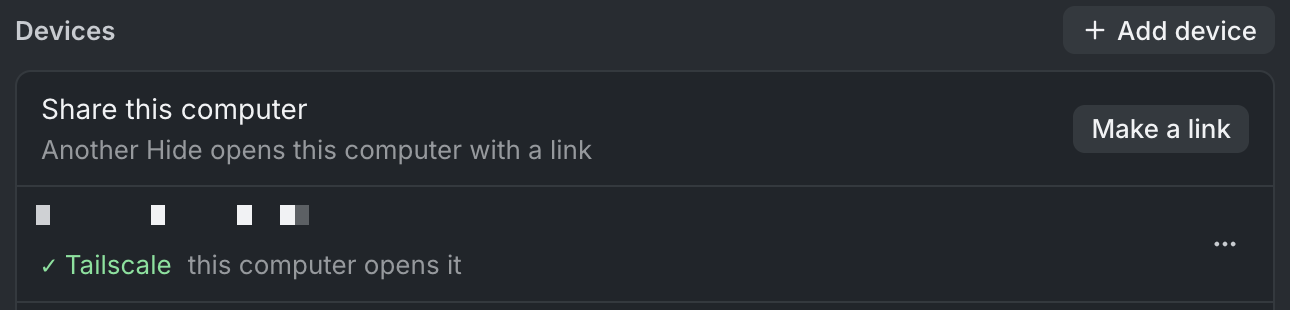 Devices
+ Add device
Share this computer
Another Hide opens this computer with a link
Make a link
✓ Tailscale this computer opens it
...